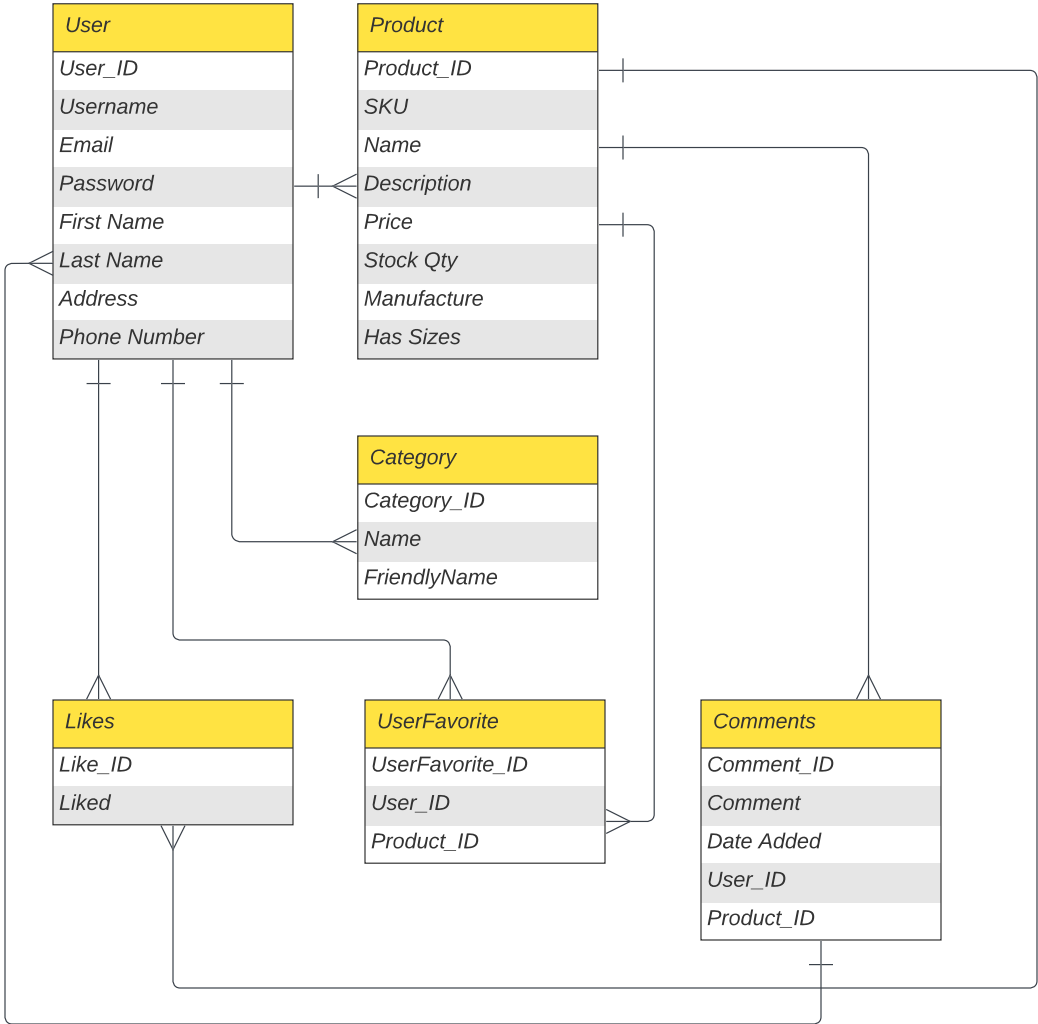 User
User_ID
Username
Email
Password
First Name
Last Name
Address
Phone Number
Product
Product_ID
SKU
Name
Description
Price
Stock Qty
Manufacture
Has Sizes
Category
Category_ID
Name
FriendlyName
Likes
Like_ID
Liked
UserFavorite
UserFavorite_ID
User_ID
Product_ID
Comments
Comment_ID
Comment
Date Added
User_ID
Product_ID